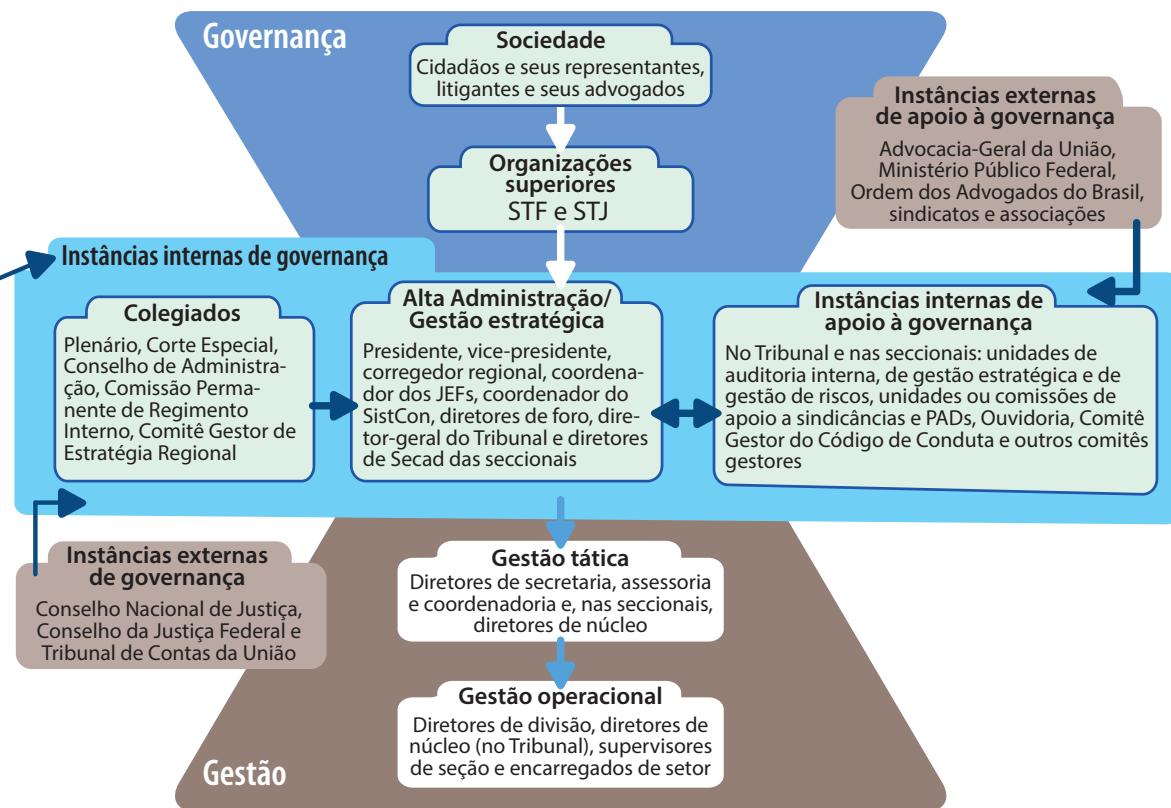 Governança
Sociedade
Cidadãos e seus representantes,
litigantes e seus advogados
Organizações
superiores
STF e STJ
Instâncias externas
de apoio à governança
Advocacia-Geral da União,
Ministério Público Federal,
Ordem dos Advogados do Brasil,
sindicatos e associações
Instâncias internas de governança
Colegiados
Plenário, Corte Especial,
Conselho de Administra-
ção, Comissão Perma-
nente de Regimento
Interno, Comitê Gestor de
Estratégia Regional
Alta Administração/
Gestão estratégica
Presidente, vice-presidente,
corregedor regional, coordena-
dor dos JEFs, coordenador do
SistCon, diretores de foro, dire-
tor-geral do Tribunal e diretores
de Secad das seccionais
Instâncias internas de
apoio à governança
No Tribunal e nas seccionais: unidades de
auditoria interna, de gestão estratégica e de
gestão de riscos, unidades ou comissões de
apoio a sindicâncias e PADs, Ouvidoria, Comitê
Gestor do Código de Conduta e outros comitês
gestores
Instâncias externas
de governança
Conselho Nacional de Justiça,
Conselho da Justiça Federal e
Tribunal de Contas da União
Gestão tática
Diretores de secretaria, assessoria
e coordenadoria e, nas seccionais,
diretores de núcleo
Gestão operacional
Diretores de divisão, diretores de
núcleo (no Tribunal), supervisores
de seção e encarregados de setor
Gestão